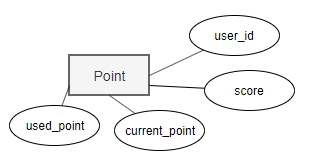 user_id
Point
score
used_point
current_point